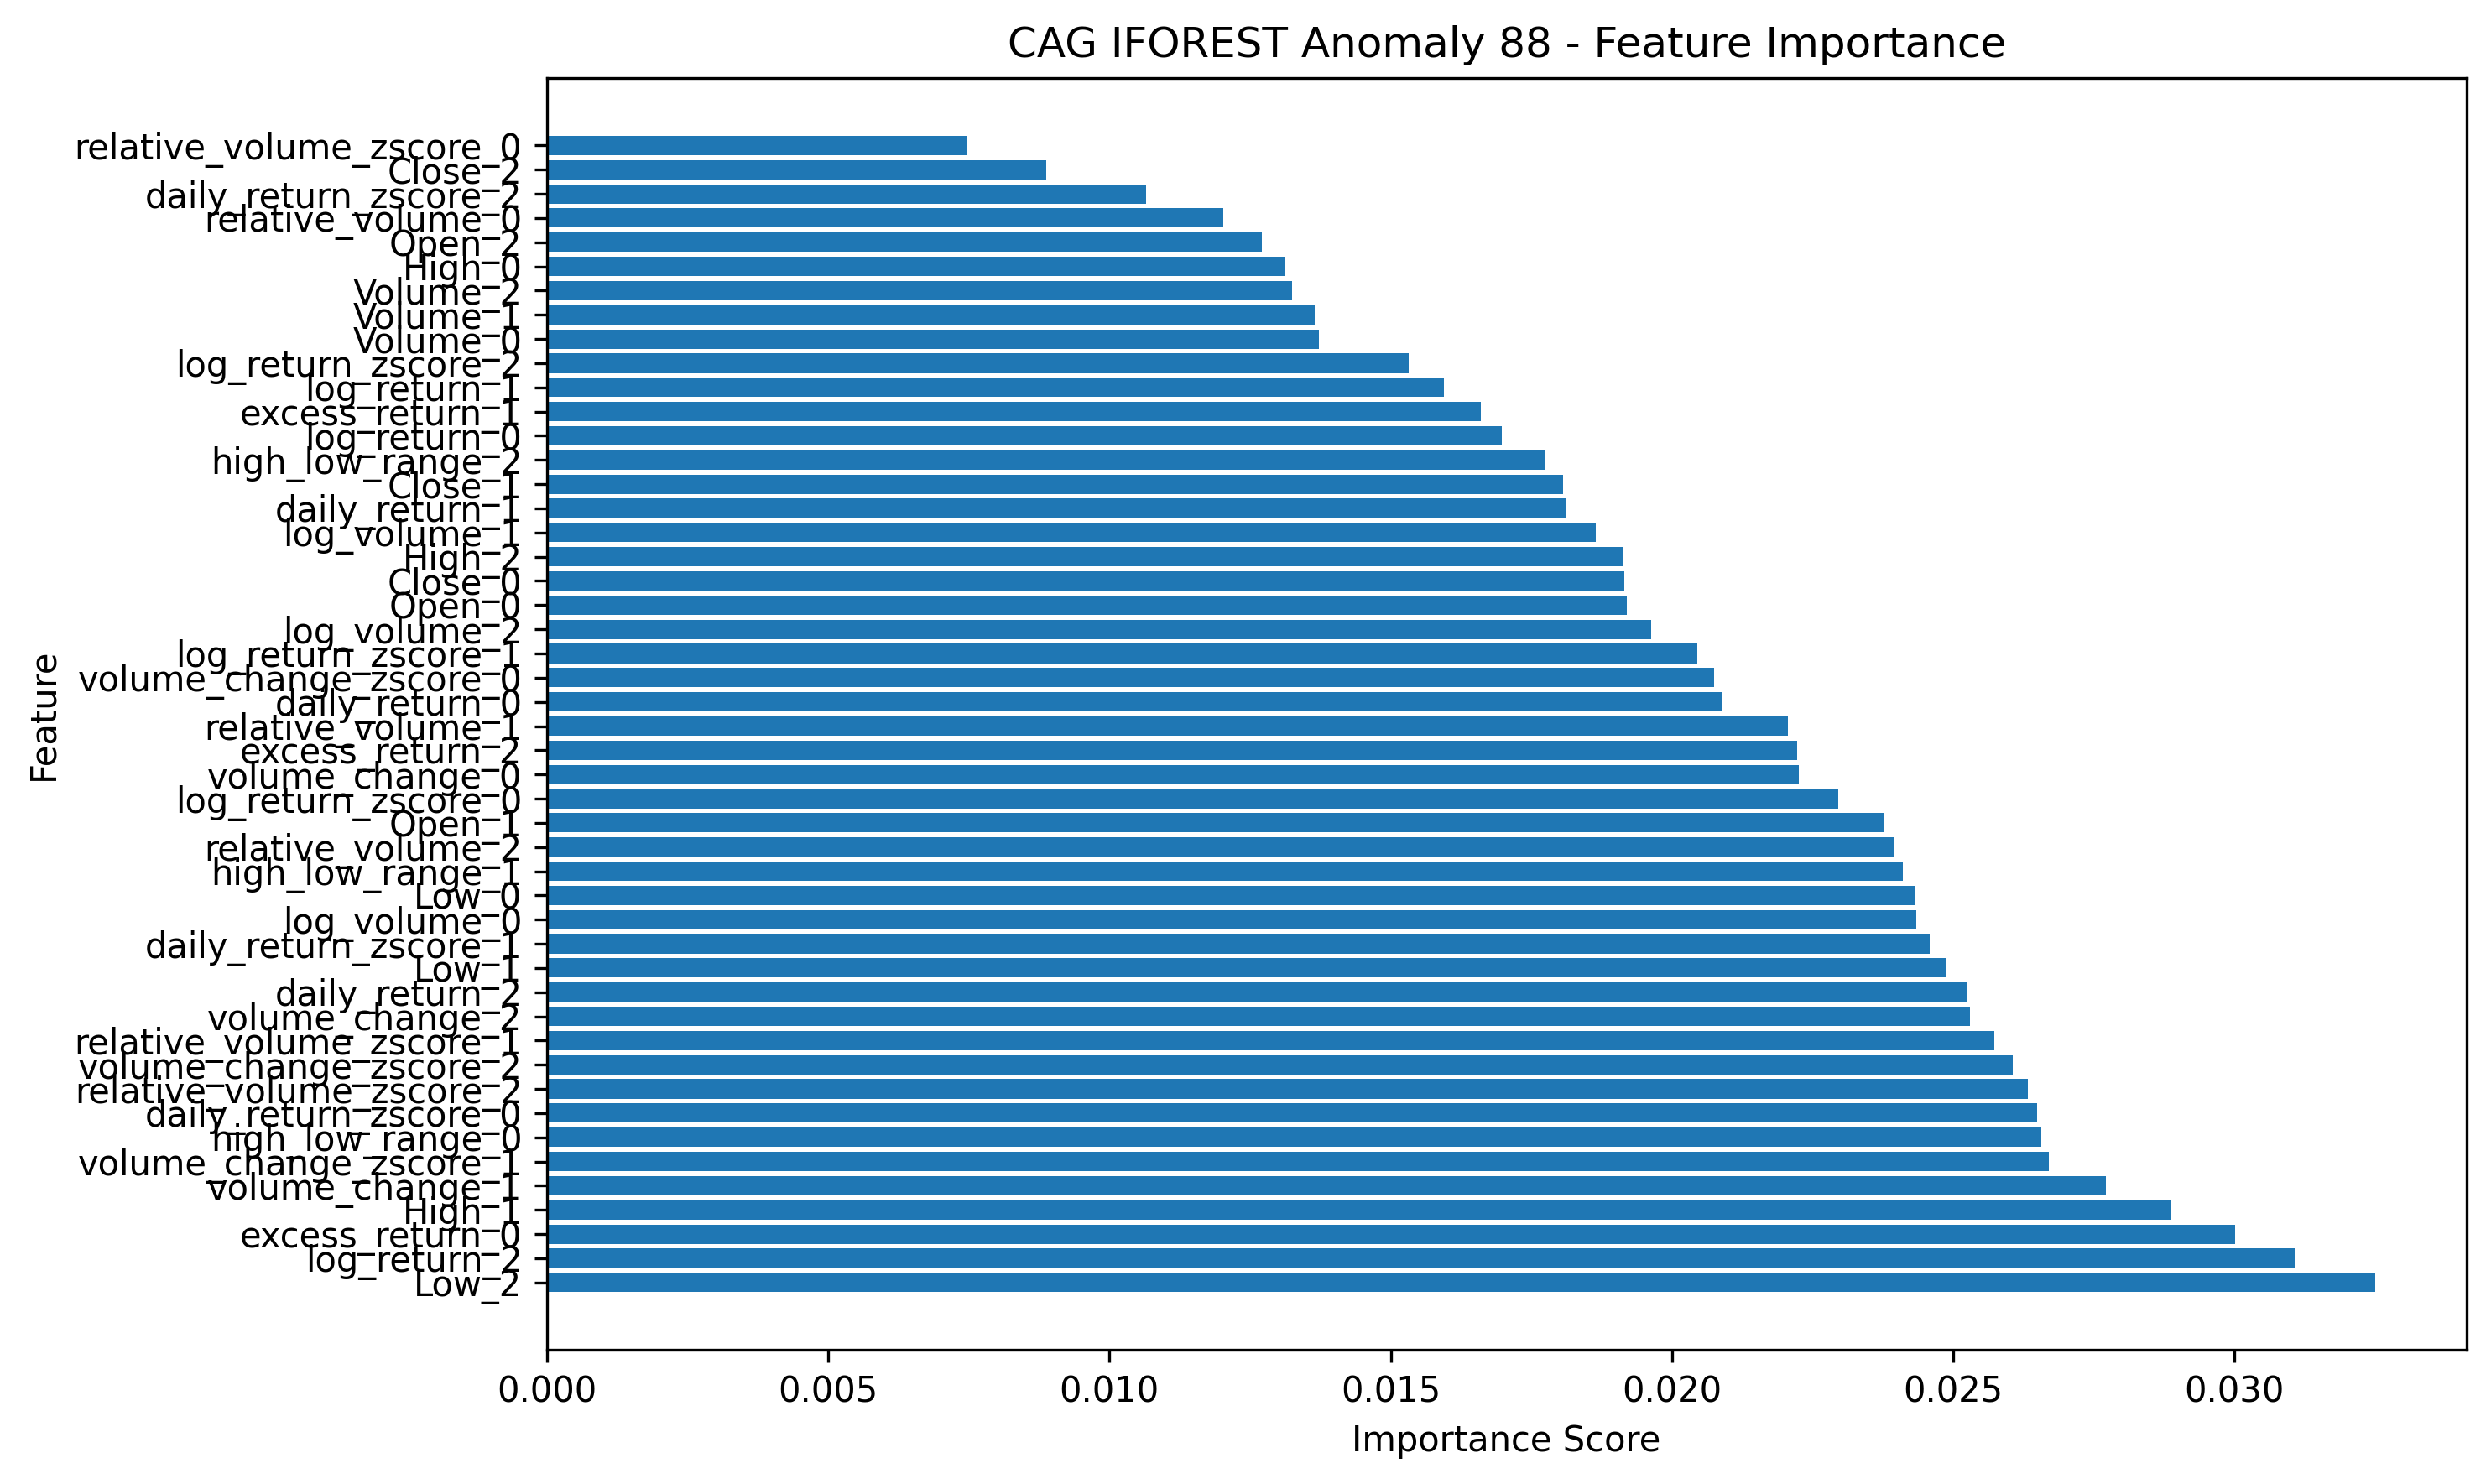 CAG IFOREST Anomaly 88 - Feature Importance
relative_volume_zscore_0
Close_2
daily_return_zscore_2
relative_volume_0
Open_2
High_0
Volume_2
Volume_1
Volume_0
log_return_zscore_2
log_return_1
excess_return_1
log_return_0
high_low_range_2
Close_1
daily_return_1
log_volume_1
High_2
Close_0
Open_0
log_volume_2
log_return_zscore_1
volume_change_zscore_0
daily_return_0
relative_volume_1
excess_return_2
volume_change_0
log_return_zscore_0
Open_1
relative_volume_2
high_low_range_1
Low_0
log_volume_0
daily_return_zscore_1
Low_1
daily_return_2
volume_change_2
relative_volume_zscore_1
volume_change_zscore_2
relative_volume_zscore_2
daily_return_zscore_0
high_low_range_0
volume_change_zscore_1
volume_change_1
High_1
excess_return_0
log_return_2
Low_2
Feature
0.000 0.005 0.010 0.015 0.020 0.025 0.030
Importance Score